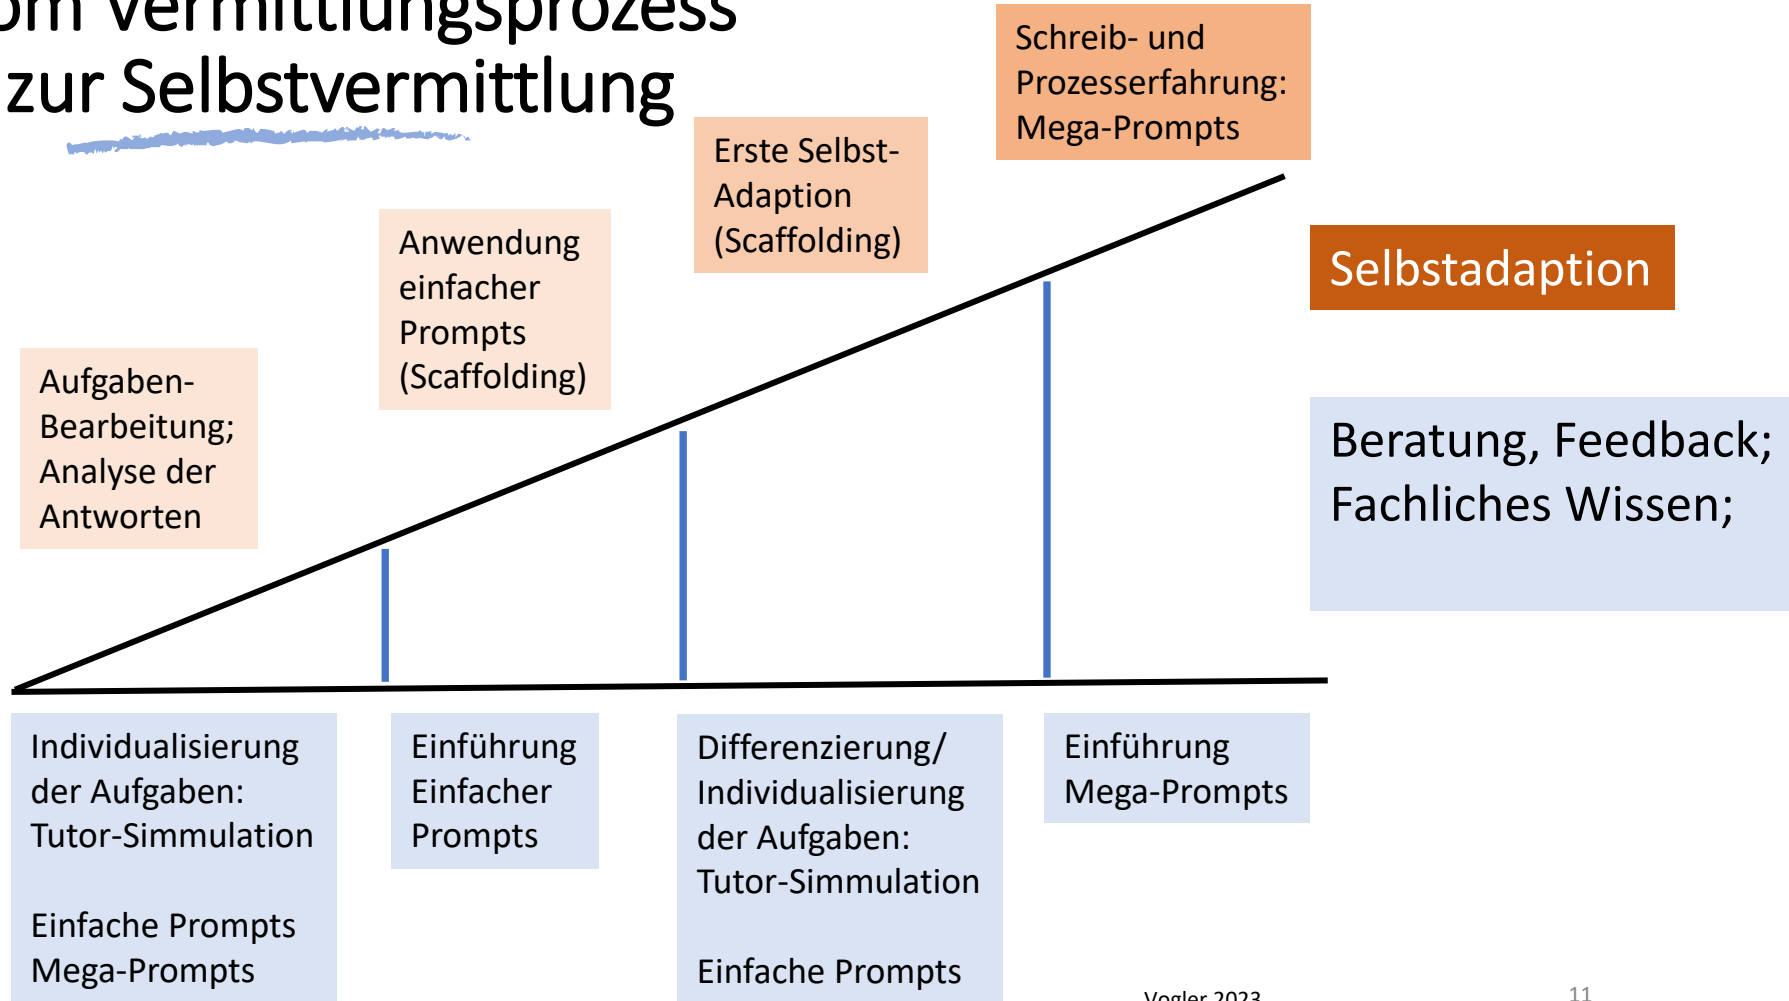 om Vermittlungsprozess
zur Selbstvermittlung
Schreib- und
Prozesserfahrung:
Mega-Prompts
Erste Selbst-
Adaption
(Scaffolding)
Anwendung
einfacher
Prompts
(Scaffolding)
Aufgaben-
Bearbeitung;
Analyse der
Antworten
Selbstadaption
Beratung, Feedback;
Fachliches Wissen;
Individualisierung
der Aufgaben:
Tutor-Simmulation
Einfache Prompts
Mega-Prompts
Einführung
Einfacher
Prompts
Differenzierung/
Individualisierung
der Aufgaben:
Tutor-Simmulation
Einfache Prompts
Einführung
Mega-Prompts
Vogler 2023
11